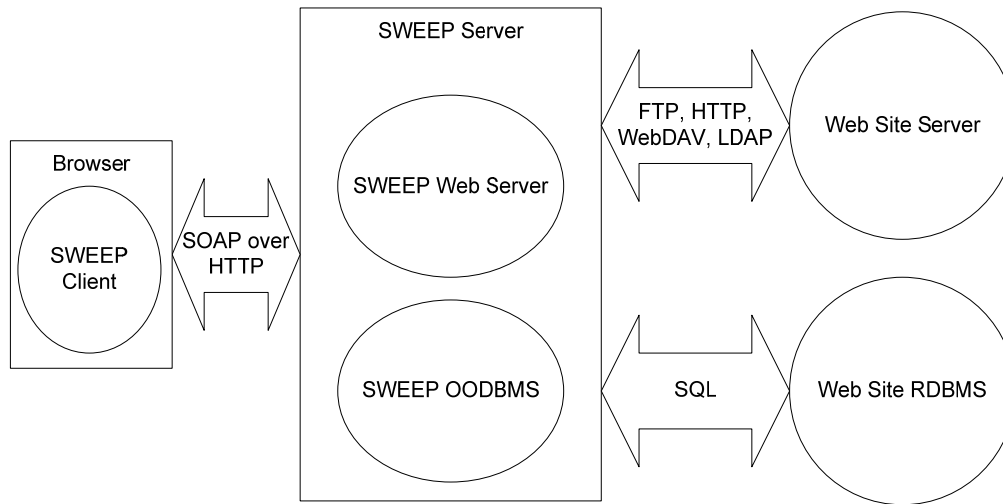 SWEEP Server
Browser
SWEEP
Client
SOAP over
HTTP
SWEEP Web Server
SWEEP OODBMS
FTP, HTTP,
WebDAV, LDAP
Web Site Server
SQL
Web Site RDBMS